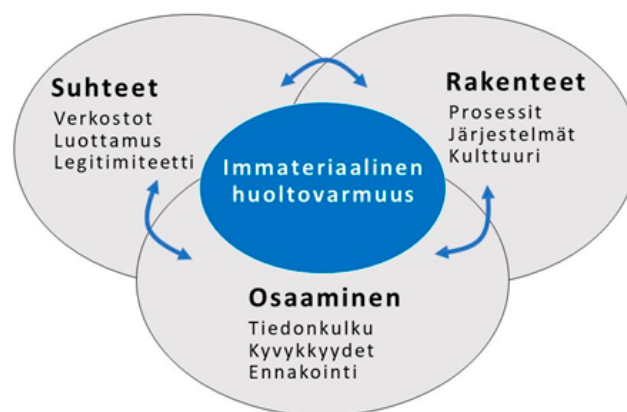 Suhteet
Verkostot
Luottamus
Legitimiteetti
Rakenteet
Prosessit
Järjestelmät
Kulttuuri
Immateriaalinen
huoltovarmuus
Osaaminen
Tiedonkulku
Kyvykkyydet
Ennakointi